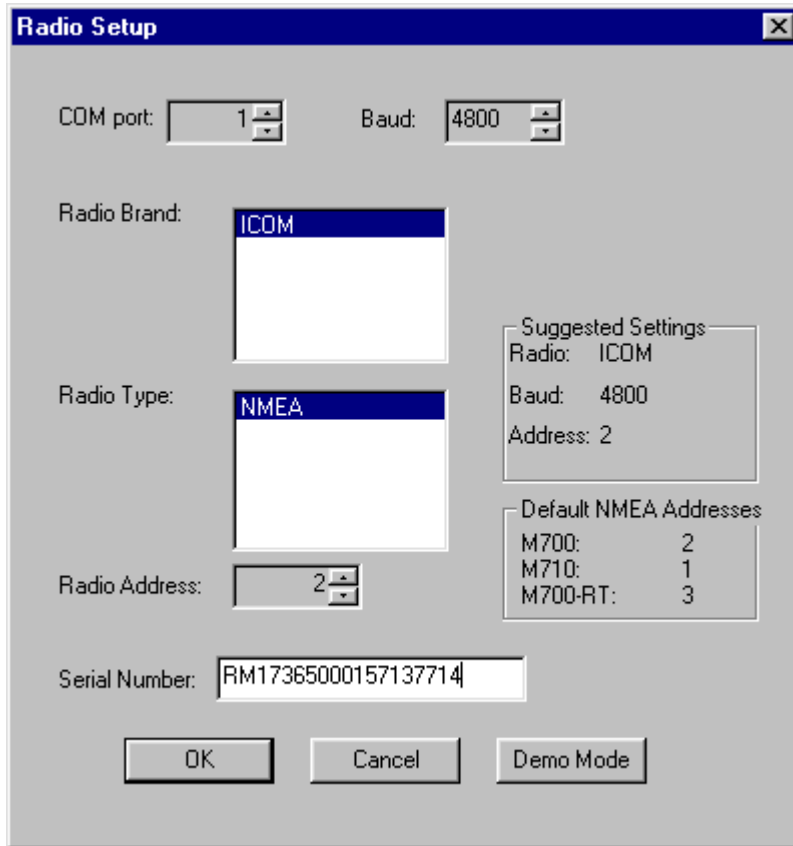 Radio Setup
COM port: 1 Baud: 4800
Radio Brand: ICOM
Suggested Settings
Radio: ICOM
Baud: 4800
Address: 2
Radio Type: NMEA
Default NMEA Addresses
M700: 2
M710: 1
M700-RT: 3
Radio Address: 2
Serial Number: RM17365000157137714
OK Cancel Demo Mode